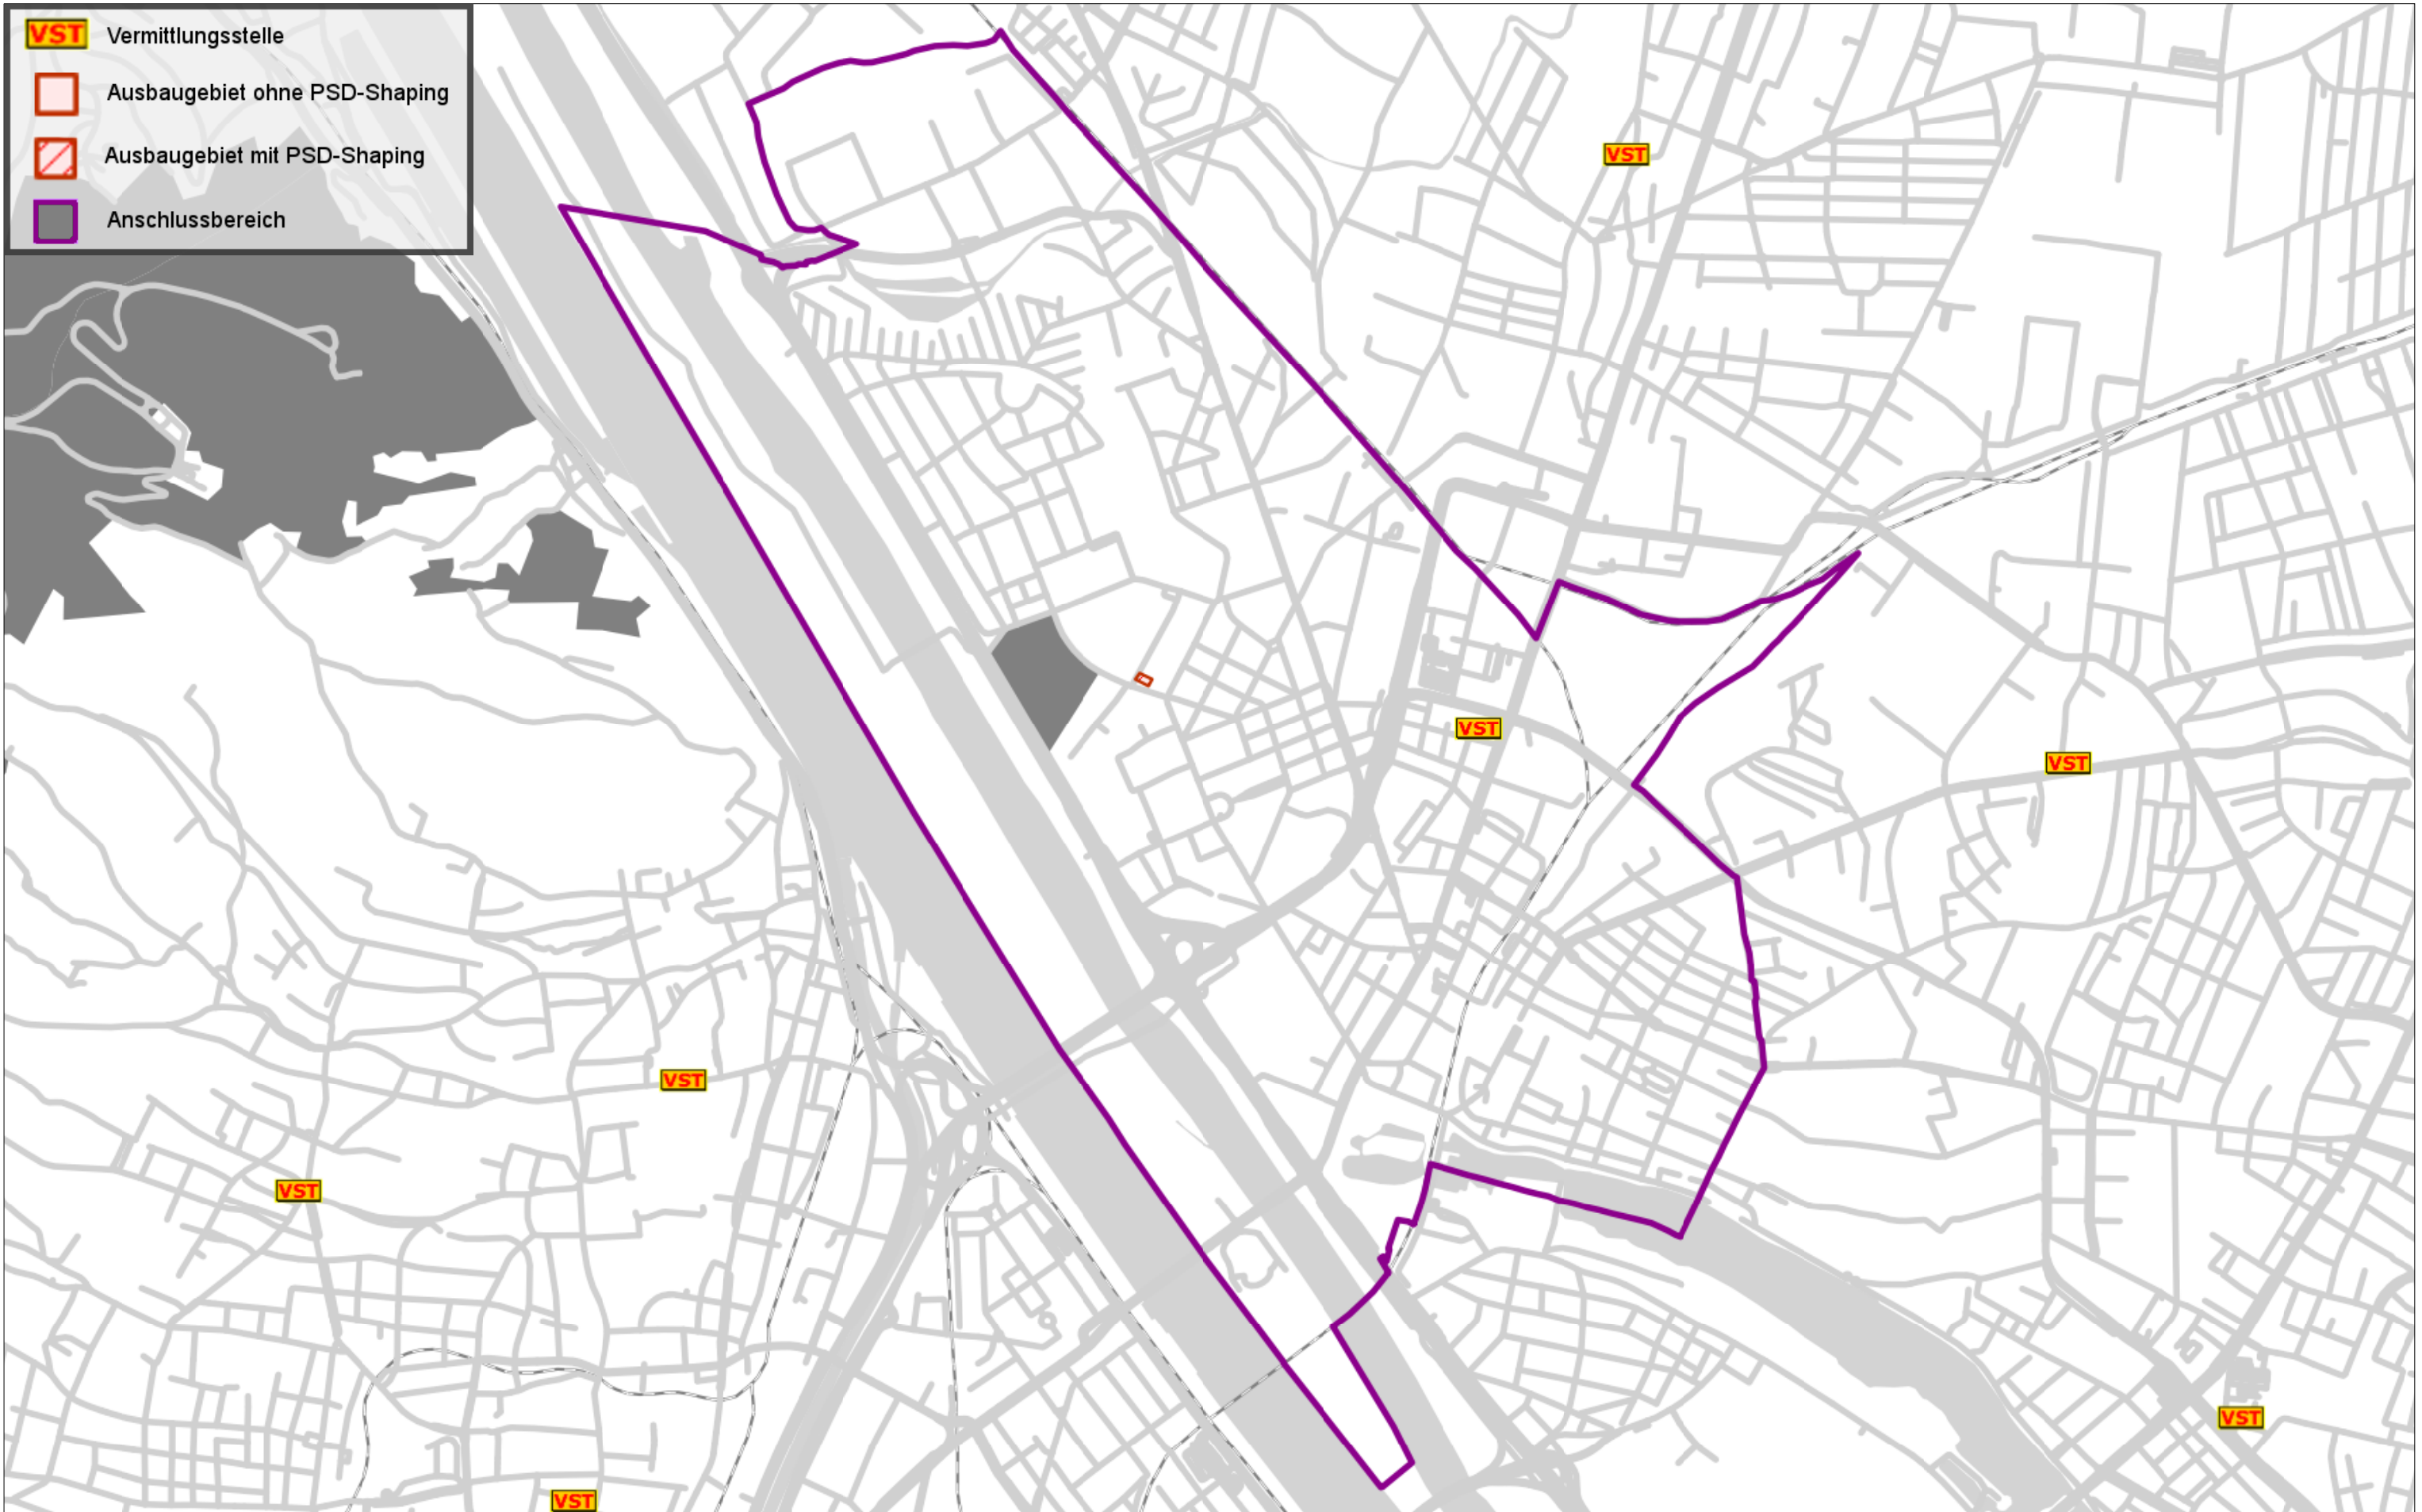 VST Vermittlungsstelle
Ausbaugebiet ohne PSD-Shaping
Ausbaugebiet mit PSD-Shaping
Anschlussbereich
VST
VST
VST
VST
VST
VST
VST